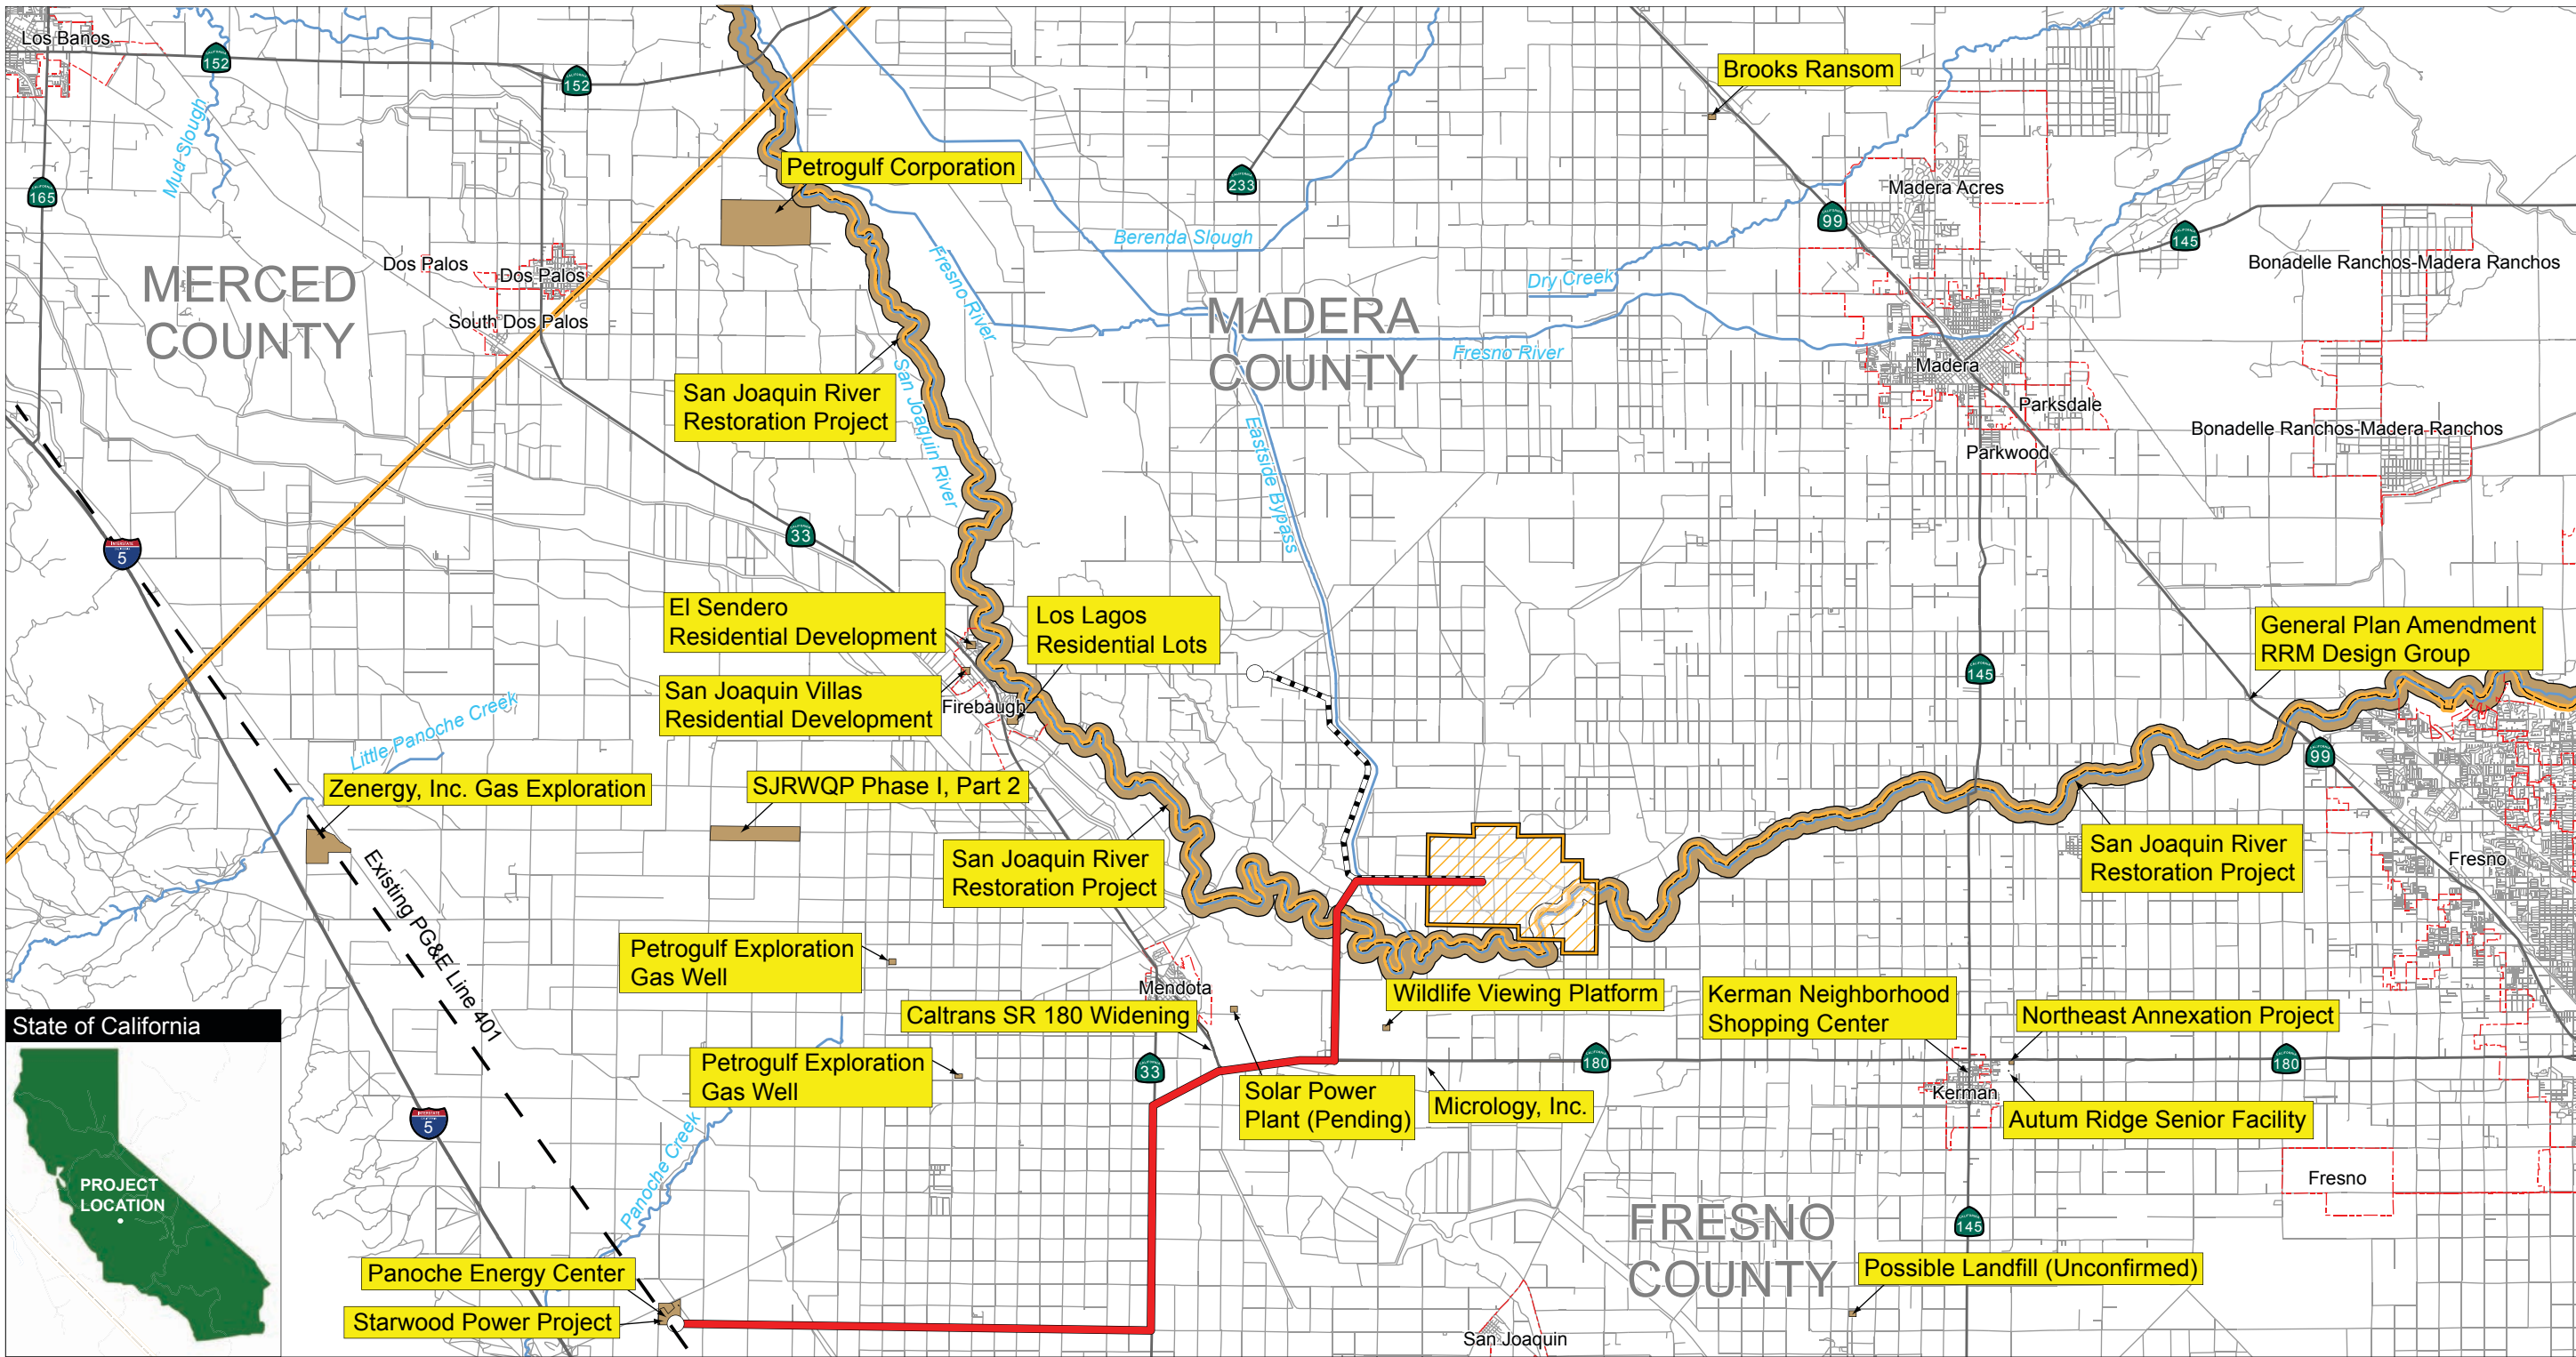 Los Banos
152
152
Mud Slough
165
Petrogulf Corporation
233
Brooks Ransom
Madera Acres
99
145
Bonadelle Ranchos-Madera Ranchos
MERCED
COUNTY
Dos Palos
Dos Palos
South Dos Palos
Fresno River
Berenda Slough
Dry Creek
MADERA
COUNTY
Fresno River
Madera
Parksdale
Parkwood
Bonadelle Ranchos-Madera Ranchos
San Joaquin River
Restoration Project
San Joaquin River
Eastside Bypass
5
33
El Sendero
Residential Development
Los Lagos
Residential Lots
San Joaquin Villas
Residential Development
Firebaugh
145
General Plan Amendment
RRM Design Group
99
Little Panoche Creek
Zenergy, Inc. Gas Exploration
SJRWQP Phase I, Part 2
San Joaquin River
Restoration Project
San Joaquin River
Restoration Project
Fresno
Existing PG&E Line 401
Petrogulf Exploration
Gas Well
Mendota
Caltrans SR 180 Widening
Wildlife Viewing Platform
Kerman Neighborhood
Shopping Center
Northeast Annexation Project
Petrogulf Exploration
Gas Well
33
180
180
Solar Power
Plant (Pending)
Micrology, Inc.
Kerman
Autum Ridge Senior Facility
State of California
PROJECT
LOCATION
5
Panoche Creek
Fresno
FRESNO
COUNTY
145
Panoche Energy Center
Starwood Power Project
Possible Landfill (Unconfirmed)
San Joaquin